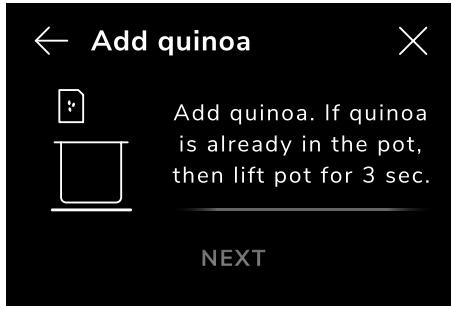 Add quinoa
Add quinoa. If quinoa
is already in the pot,
then lift pot for 3 sec.
NEXT